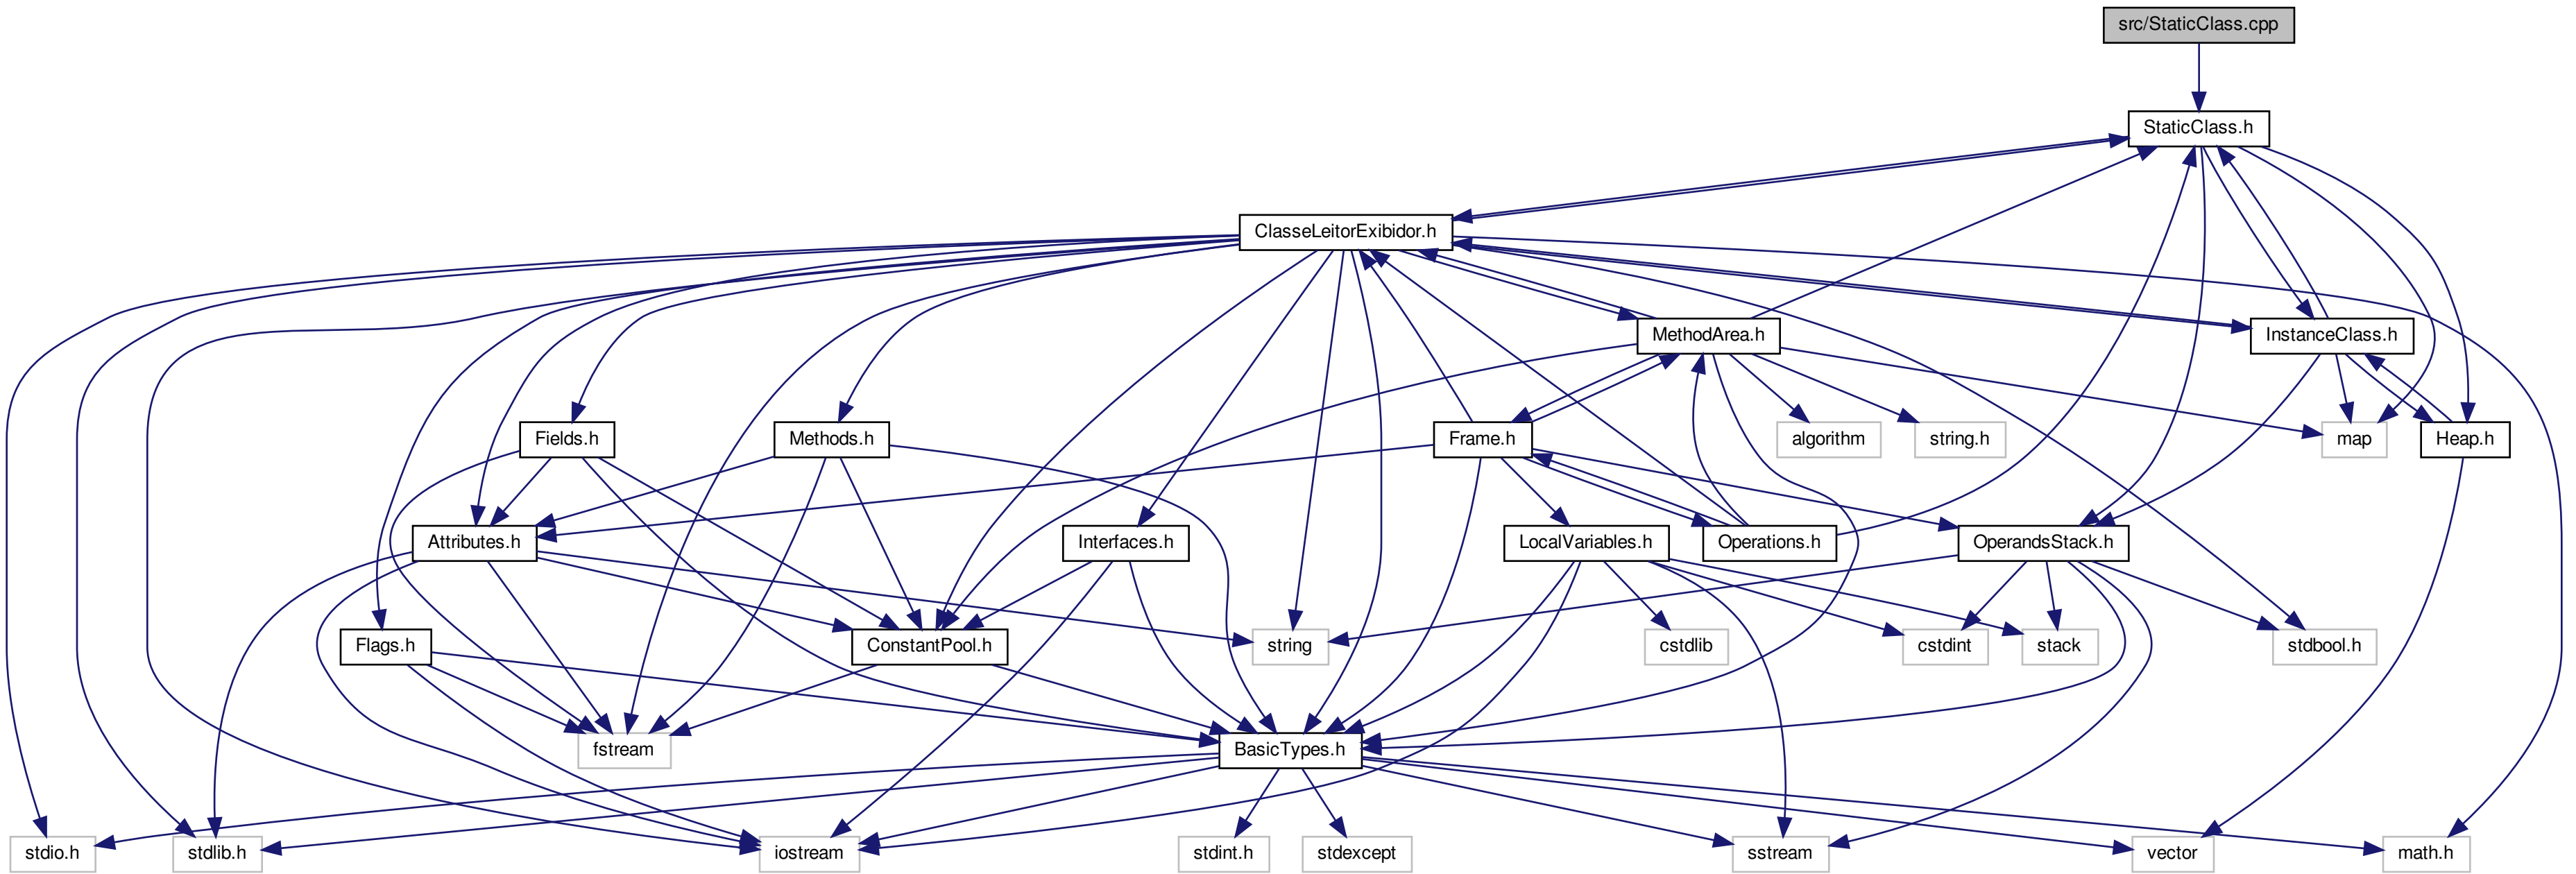 src/StaticClass.cpp
StaticClass.h
ClasseLeitorExibidor.h
MethodArea.h
InstanceClass.h
Fields.h
Methods.h
Frame.h
algorithm
string.h
map
Heap.h
Attributes.h
Interfaces.h
LocalVariables.h
Operations.h
OperandsStack.h
Flags.h
ConstantPool.h
string
cstdlib
cstdint
stack
stdbool.h
fstream
BasicTypes.h
stdio.h
stdlib.h
iostream
stdint.h
stdexcept
sstream
vector
math.h